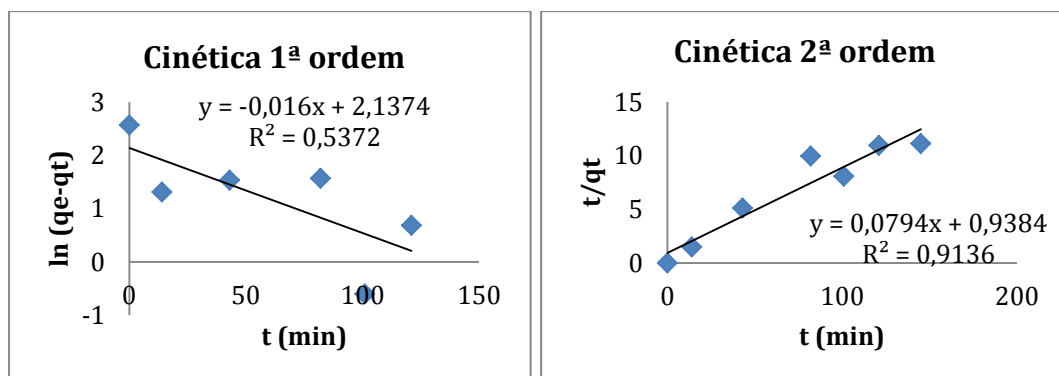 Cinética 1ª ordem
y = -0,016x + 2,1374
R² = 0,5372
3
2
1
0
-1
0
50
100
150
ln (qe-qt)
t (min)
Cinética 2ª ordem
15
10
5
0
y = 0,0794x + 0,9384
R² = 0,9136
0
100
200
t/qt
t (min)